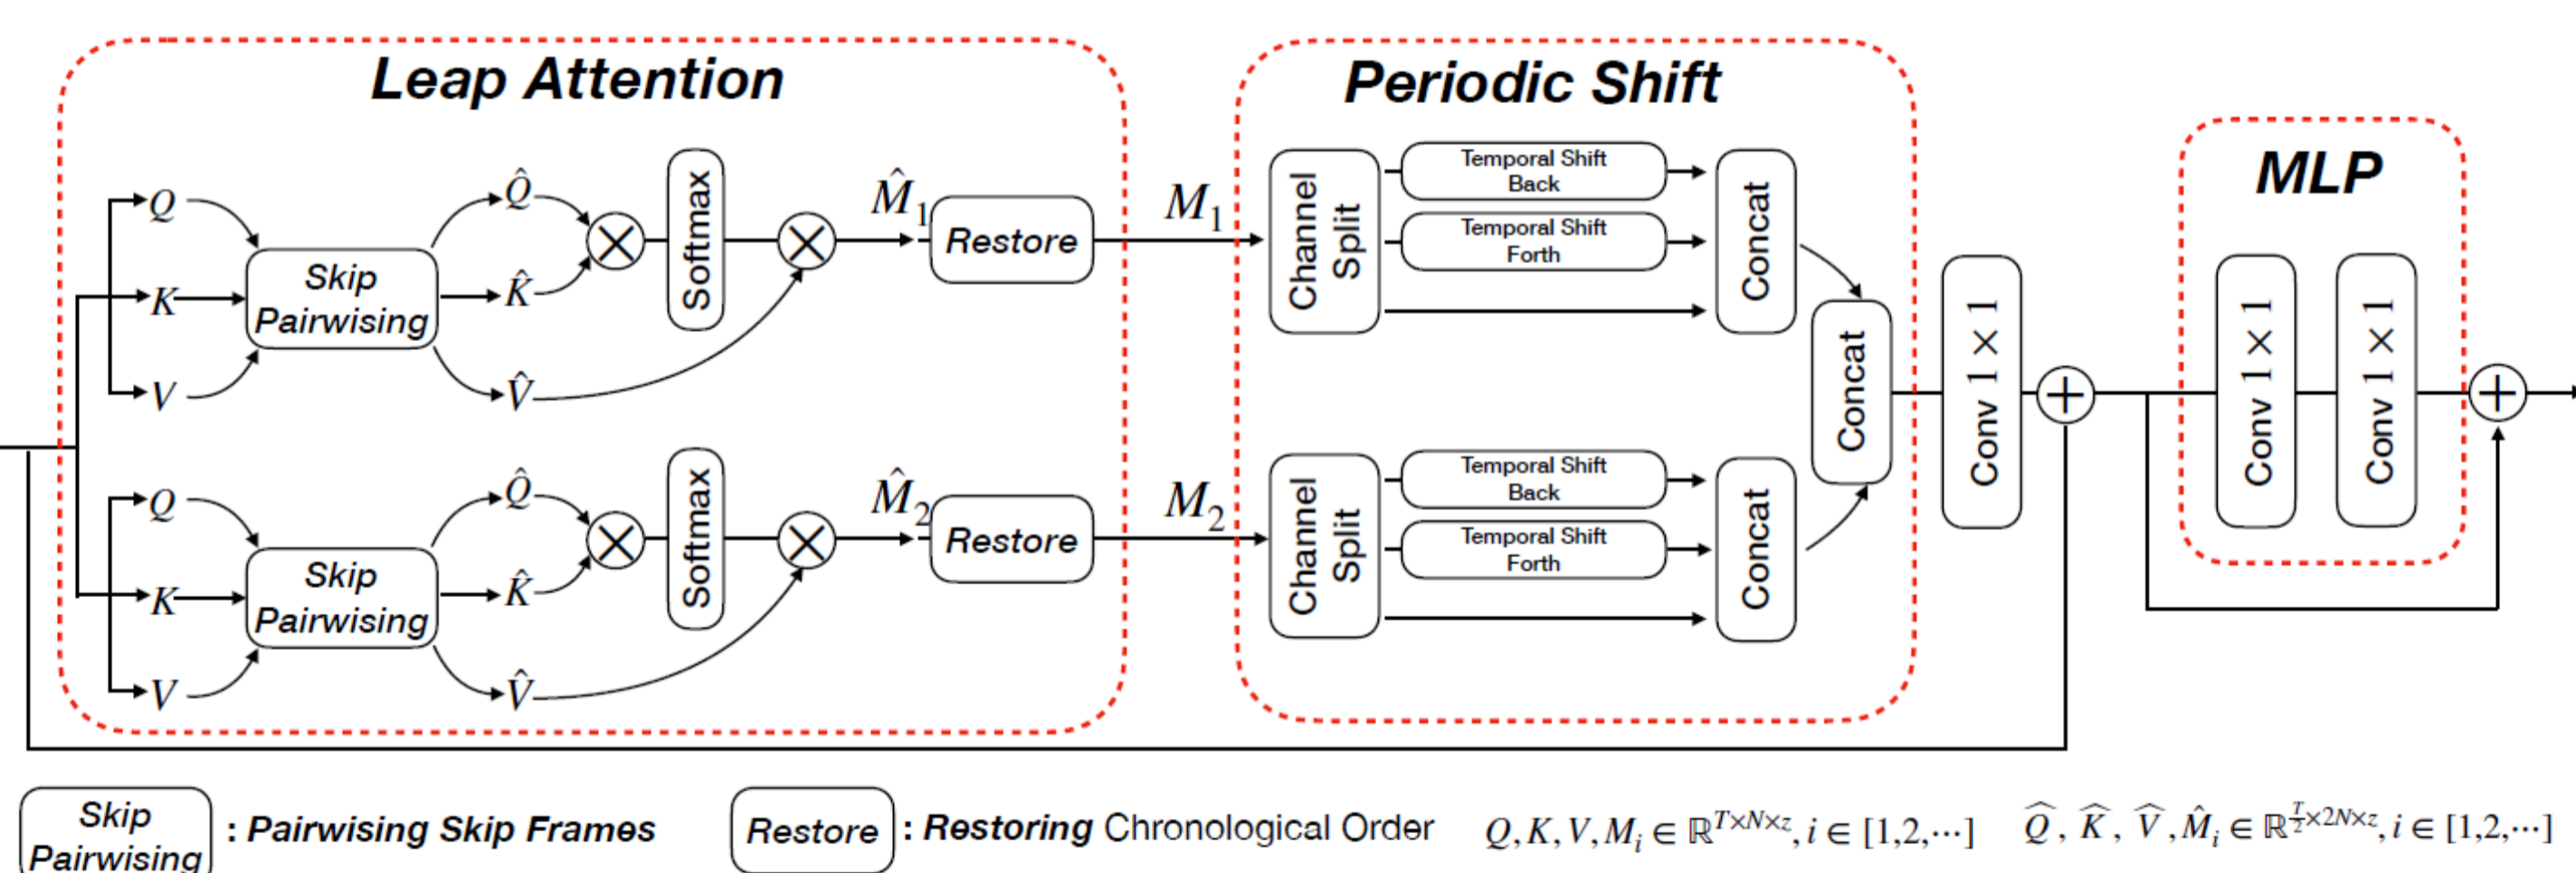 Leap Attention
Periodic Shift
MLP
Q
K
V
Skip
Pairwising
Q̂
K̂
V̂
Softmax
M̂₁
Restore
M₁
Channel
Split
Temporal Shift
Back
Temporal Shift
Forth
Concat
Q
K
V
Skip
Pairwising
Q̂
K̂
V̂
Softmax
M̂₂
Restore
M₂
Channel
Split
Temporal Shift
Back
Temporal Shift
Forth
Concat
Concat
Conv 1 × 1
Conv 1 × 1
Conv 1 × 1
Skip
Pairwising
: Pairwising Skip Frames
Restore
: Restoring Chronological Order
Q, K, V, Mᵢ ∈ ℝ^{T×N×z}, i ∈ [1,2,⋯]
Q̂, K̂, V̂, M̂ᵢ ∈ ℝ^{T/2×2N×z}, i ∈ [1,2,⋯]